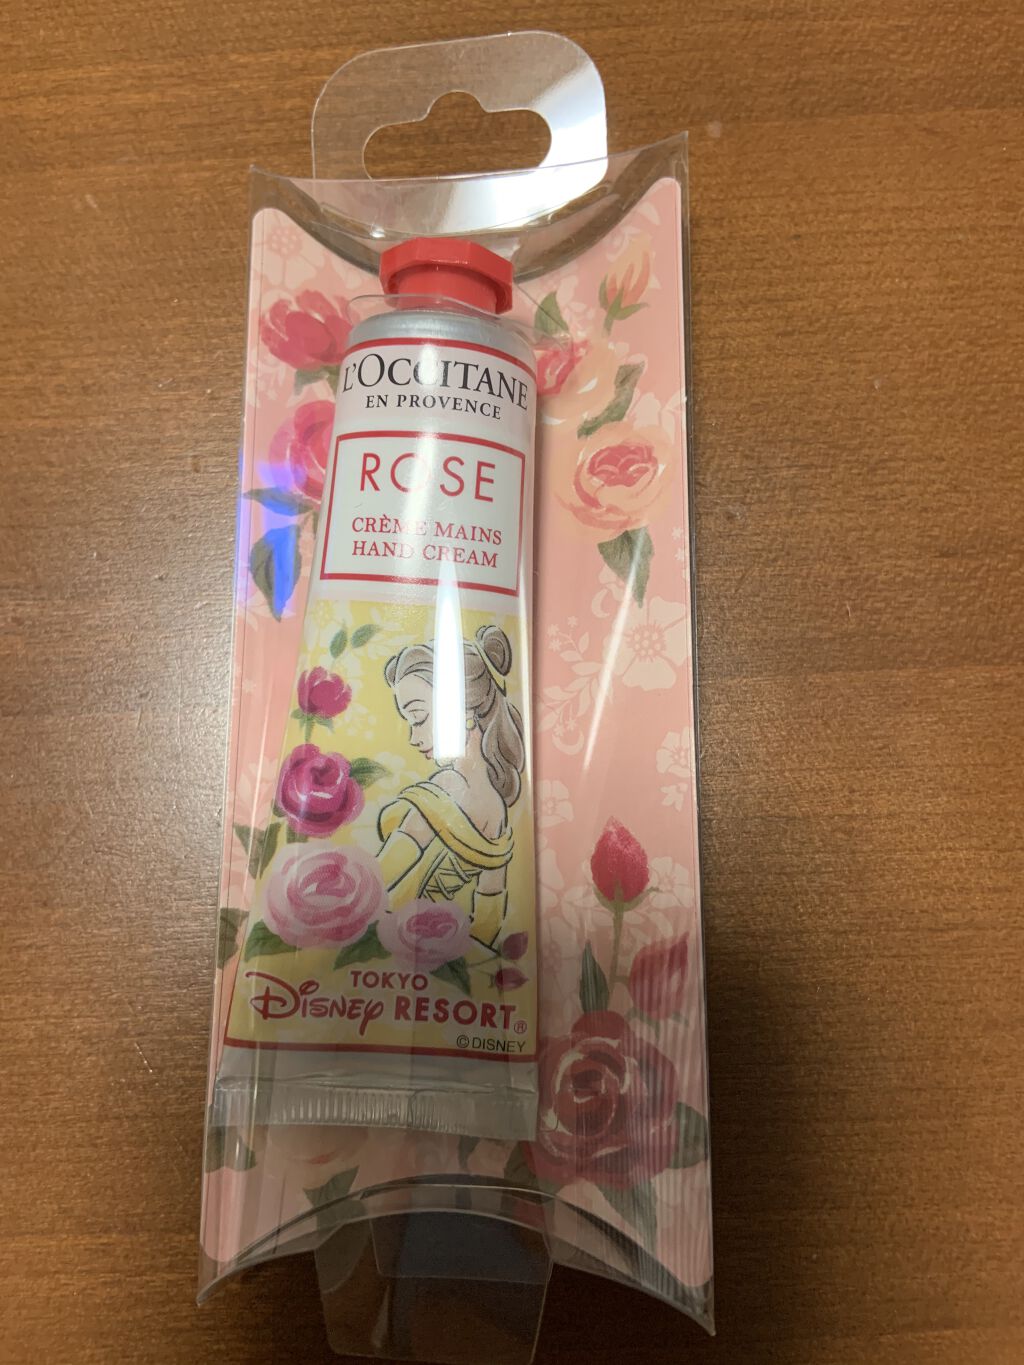 L'OCCITANE
EN PROVENCE
ROSE
CRÈME MAINS
HAND CREAM
TOKYO
Disney RESORT®
©DISNEY